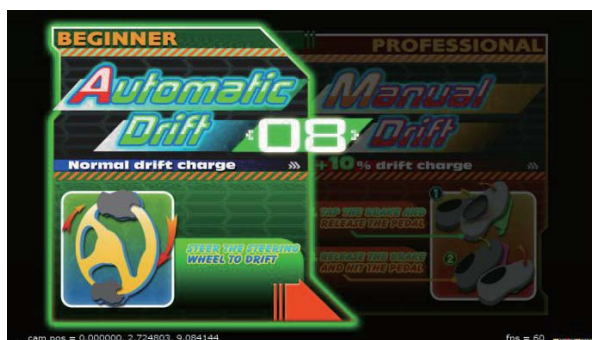 BEGINNER
Automatic
Drift
Normal drift charge
STEER THE STEERING
WHEEL TO DRIFT
08
PROFESSIONAL
Manual
Drift
+10% drift charge
1
TAP THE BRAKE AND
RELEASE THE PEDAL
2
RELEASE THE BRAKE
AND HIT THE PEDAL
cam pos = 0.000000, 2.724803, 9.084144
fps = 60